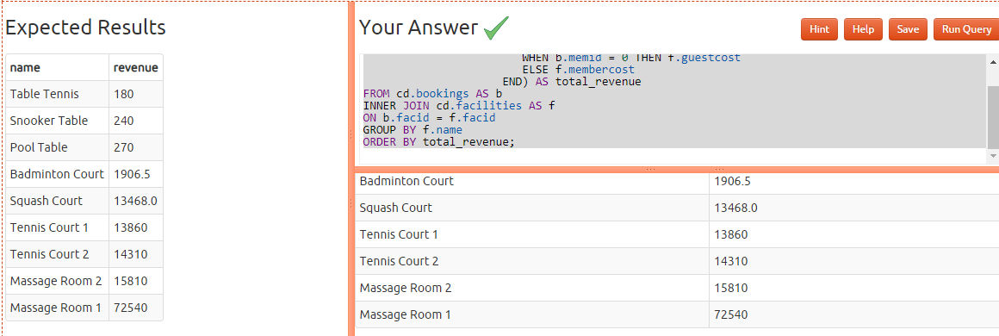 Expected Results
name revenue
Table Tennis 180
Snooker Table 240
Pool Table 270
Badminton Court 1906.5
Squash Court 13468.0
Tennis Court 1 13860
Tennis Court 2 14310
Massage Room 2 15810
Massage Room 1 72540
Your Answer
Hint Help Save Run Query
WHEN b.memid = 0 THEN f.guestcost
ELSE f.membercost
END) AS total_revenue
FROM cd.bookings AS b
INNER JOIN cd.facilities AS f
ON b.facid = f.facid
GROUP BY f.name
ORDER BY total_revenue;
Badminton Court 1906.5
Squash Court 13468.0
Tennis Court 1 13860
Tennis Court 2 14310
Massage Room 2 15810
Massage Room 1 72540